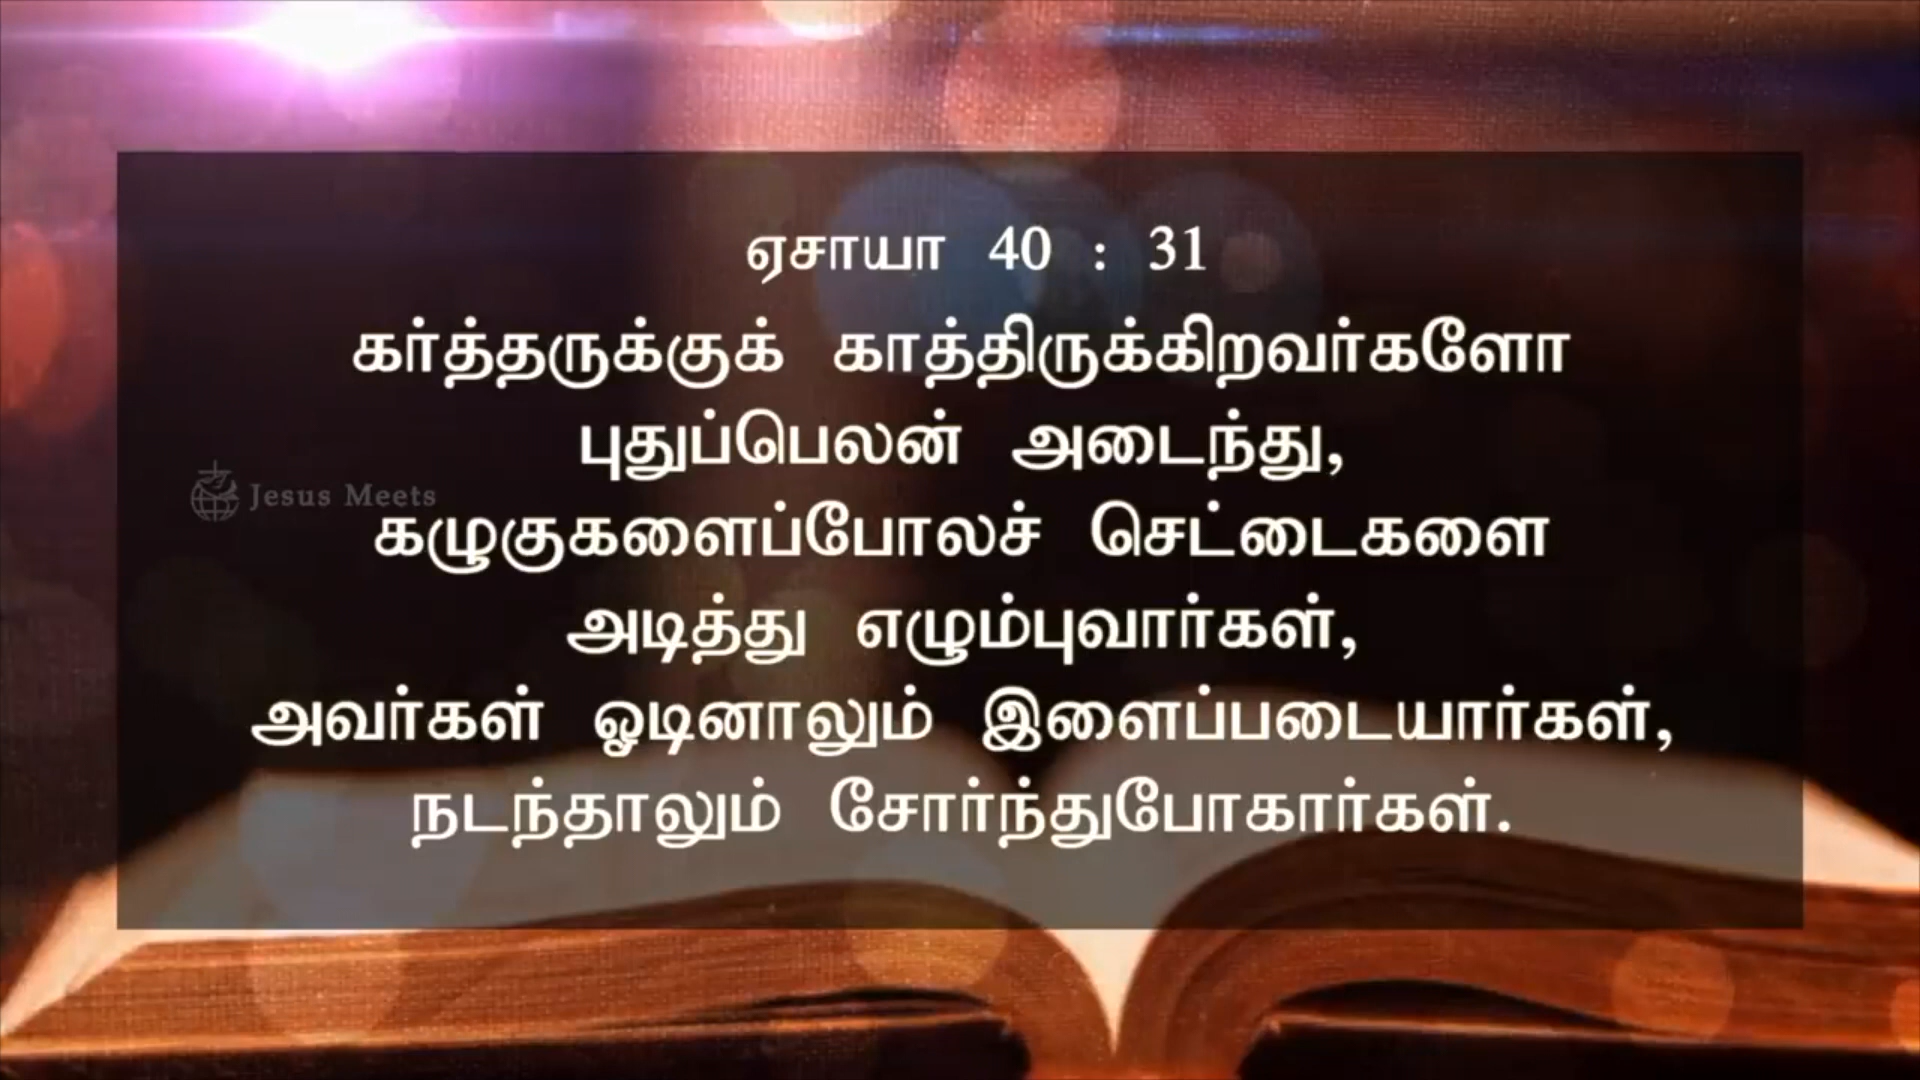 ஏசாயா 40 : 31
கர்த்தருக்குக் காத்திருக்கிறவர்களோ
புதுப்பெலன் அடைந்து,
Jesus Meets
கழுகுகளைப்போலச் செட்டைகளை
அடித்து எழும்புவார்கள்,
அவர்கள் ஓடினாலும் இளைப்படையார்கள்,
நடந்தாலும் சோர்ந்துபோகார்கள்.